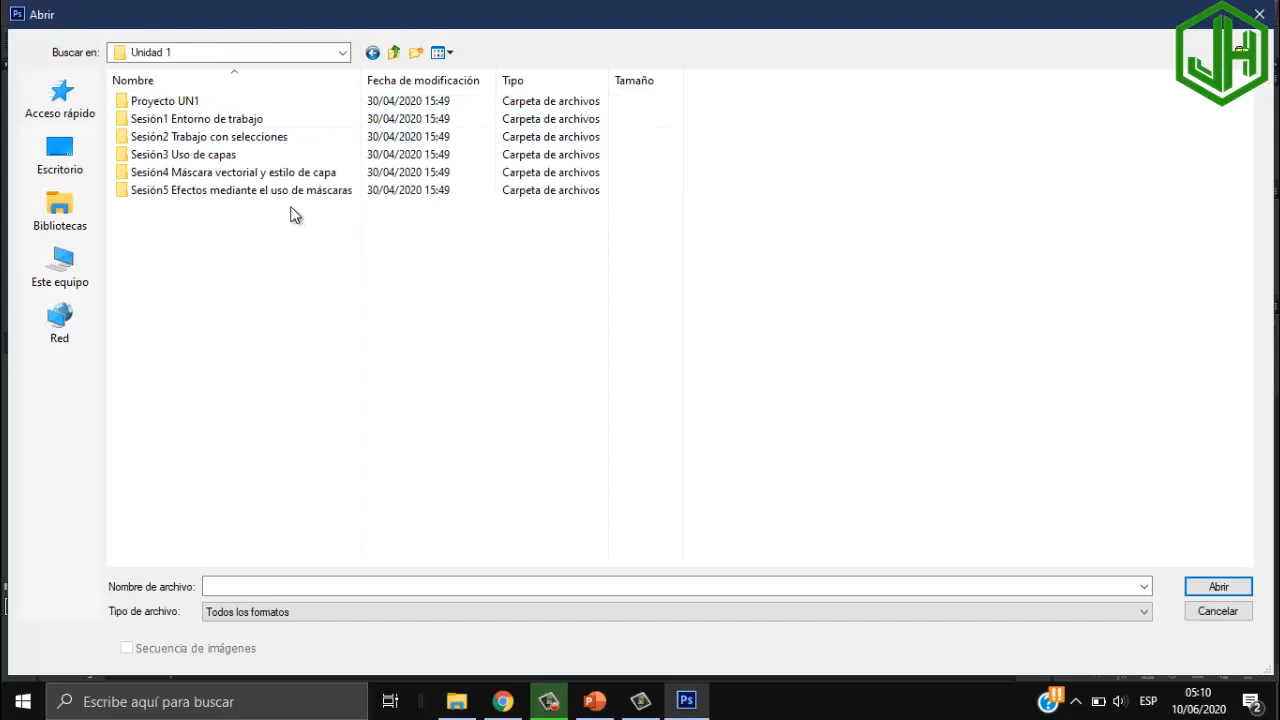 Ps Abrir
JH
Buscar en: Unidad 1
Nombre Fecha de modificación Tipo Tamaño
Proyecto UN1 30/04/2020 15:49 Carpeta de archivos
Sesión1 Entorno de trabajo 30/04/2020 15:49 Carpeta de archivos
Sesión2 Trabajo con selecciones 30/04/2020 15:49 Carpeta de archivos
Sesión3 Uso de capas 30/04/2020 15:49 Carpeta de archivos
Sesión4 Máscara vectorial y estilo de capa 30/04/2020 15:49 Carpeta de archivos
Sesión5 Efectos mediante el uso de máscaras 30/04/2020 15:49 Carpeta de archivos
Acceso rápido
Escritorio
Bibliotecas
Este equipo
Red
Nombre de archivo: Abrir
Tipo de archivo: Todos los formatos Cancelar
Secuencia de imágenes
Escribe aquí para buscar
Ps
ESP
05:10
10/06/2020
2